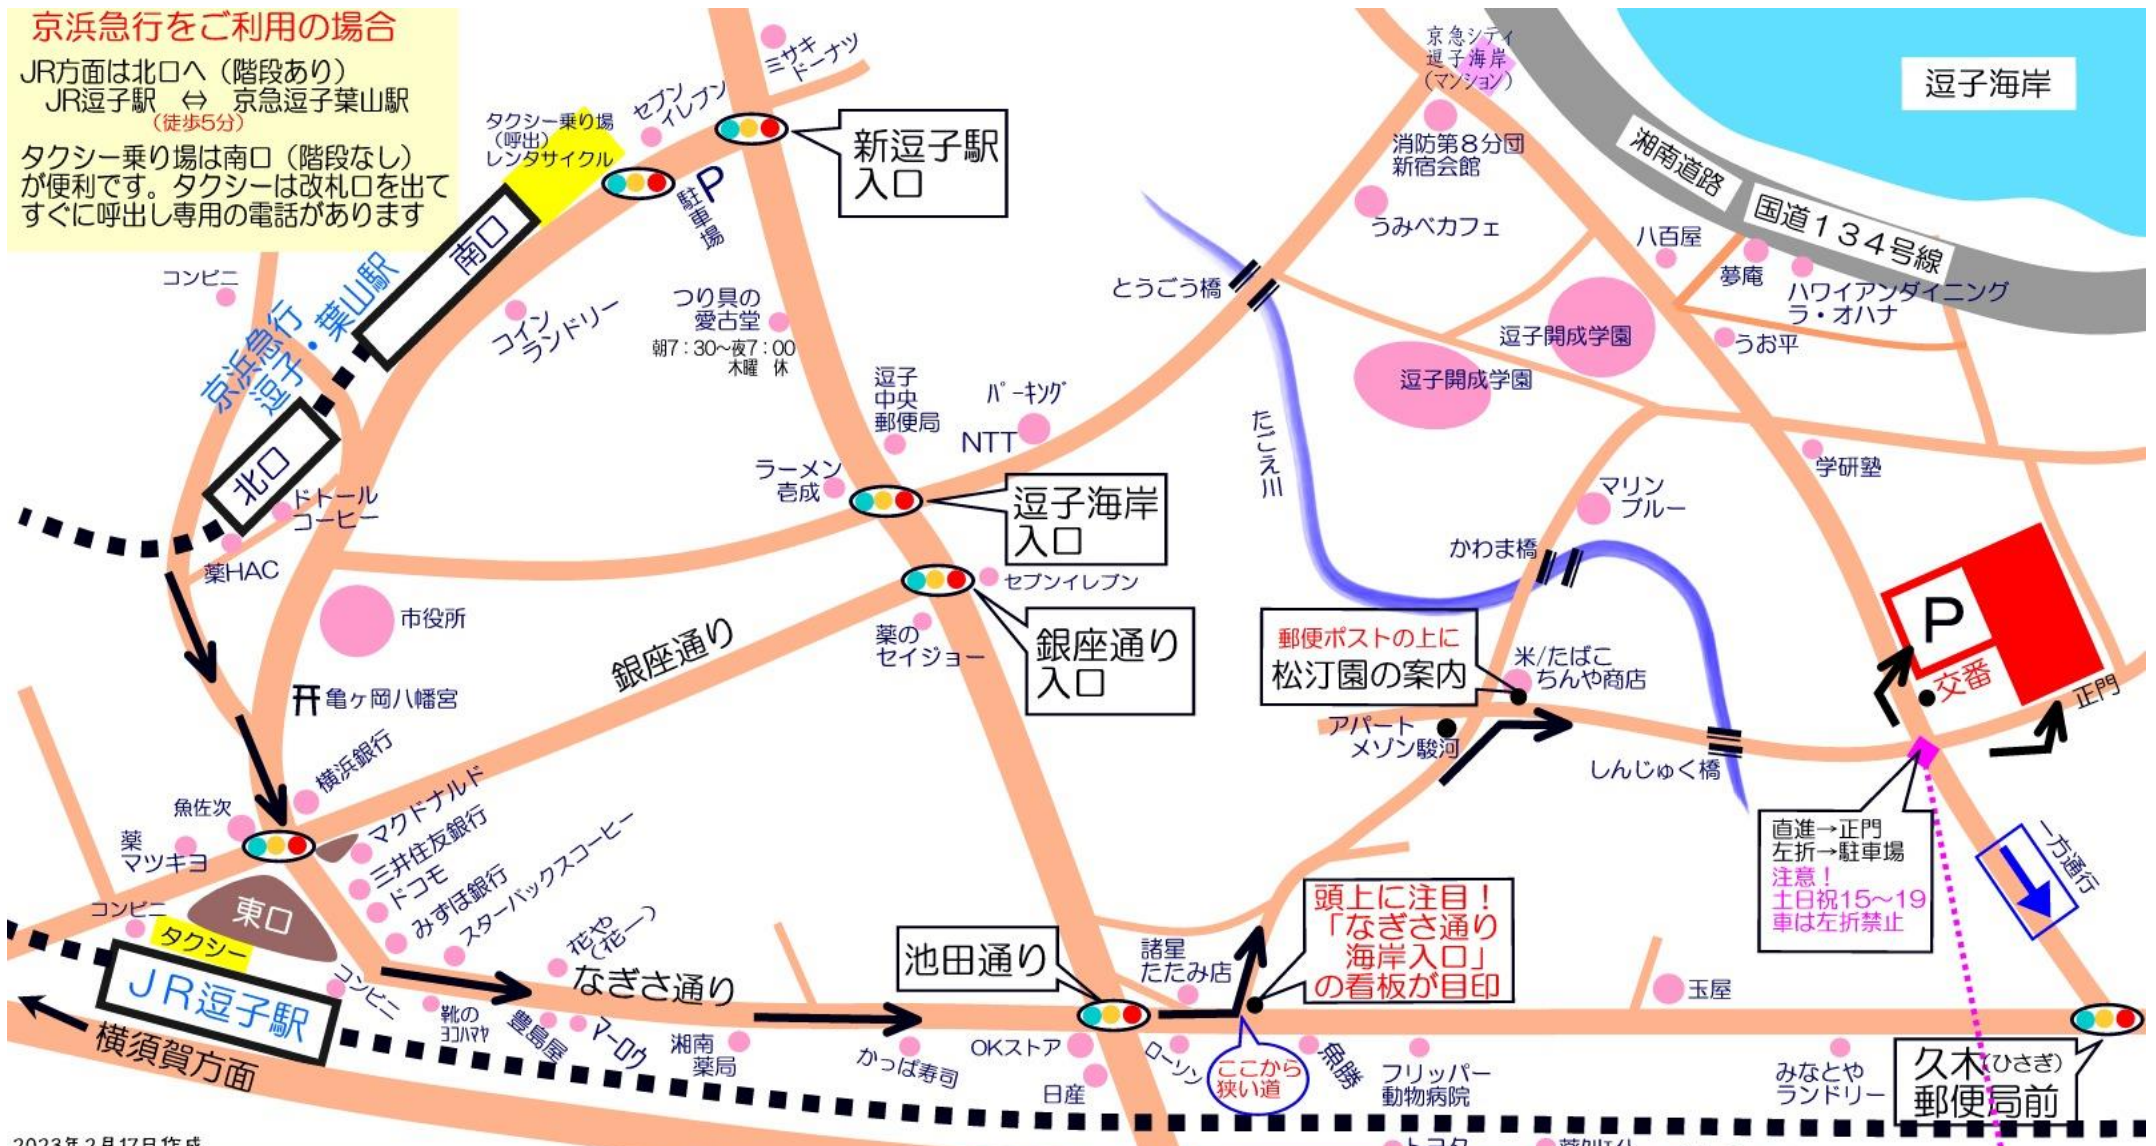 京浜急行をご利用の場合
JR方面は北口へ（階段あり）
JR逗子駅 ⇔ 京急逗子葉山駅
（徒歩5分）
タクシー乗り場は南口（階段なし）
が便利です。タクシーは改札口を出て
すぐに呼出し専用の電話があります
タクシー乗り場
（呼出）
レンタサイクル
セブン
イレブン
ミサキ
ドーナツ
新逗子駅
入口
P
駐車場
南口
京浜急行
逗子・葉山駅
コンビニ
コイン
ランドリー
つり具の
愛古堂
朝7：30～夜7：00
木曜 休
北口
ドトール
コーヒー
薬HAC
市役所
亀ヶ岡八幡宮
逗子
中央
郵便局
パーキング
NTT
ラーメン
壱成
逗子海岸
入口
セブンイレブン
薬の
セイジョー
銀座通り
入口
銀座通り
京急シティ
逗子海岸
（マンション）
消防第8分団
新宿会館
うみべカフェ
とうごう橋
たごえ川
逗子海岸
湘南道路
国道134号線
八百屋
夢庵
ハワイアンダイニング
ラ・オハナ
うお平
逗子開成学園
逗子開成学園
学研塾
マリン
ブルー
かわま橋
郵便ポストの上に
松汀園の案内
米/たばこ
ちんや商店
アパート
メゾン駿河
しんじゅく橋
P
交番
正門
直進→正門
左折→駐車場
注意！
土日祝15～19
車は左折禁止
一方通行
横浜銀行
魚佐次
薬
マツキヨ
マクドナルド
三井住友銀行
ドコモ
みずほ銀行
スターバックスコーヒー
コンビニ
タクシー
東口
JR逗子駅
コンビニ
横須賀方面
花や
（花一）
なぎさ通り
靴の
ヨコハマヤ
豊島屋
マーロウ
湘南
薬局
かっぱ寿司
池田通り
OKストア
日産
諸星
たたみ店
ローソン
頭上に注目！
「なぎさ通り
海岸入口」
の看板が目印
ここから
狭い道
魚勝
フリッパー
動物病院
玉屋
みなとや
ランドリー
久木(ひさぎ)
郵便局前
2023年2月17日作成
トヨタ